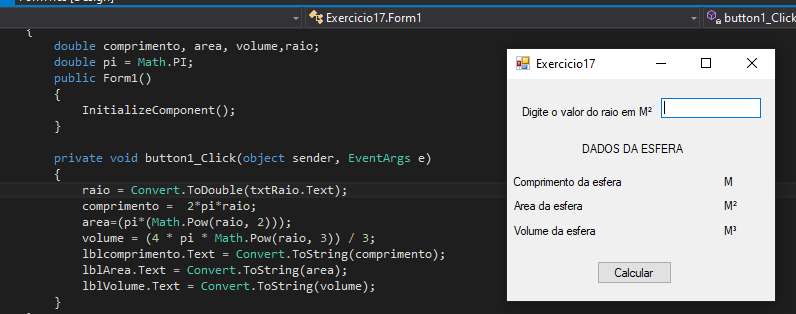 Exercicio17.Form1
button1_Click
{
double comprimento, area, volume,raio;
double pi = Math.PI;
public Form1()
{
InitializeComponent();
}
private void button1_Click(object sender, EventArgs e)
{
raio = Convert.ToDouble(txtRaio.Text);
comprimento =  2*pi*raio;
area=(pi*(Math.Pow(raio, 2)));
volume = (4 * pi * Math.Pow(raio, 3)) / 3;
lblcomprimento.Text = Convert.ToString(comprimento);
lblArea.Text = Convert.ToString(area);
lblVolume.Text = Convert.ToString(volume);
}
Exercicio17
Digite o valor do raio em M²
DADOS DA ESFERA
Comprimento da esfera M
Area da esfera M²
Volume da esfera M³
Calcular